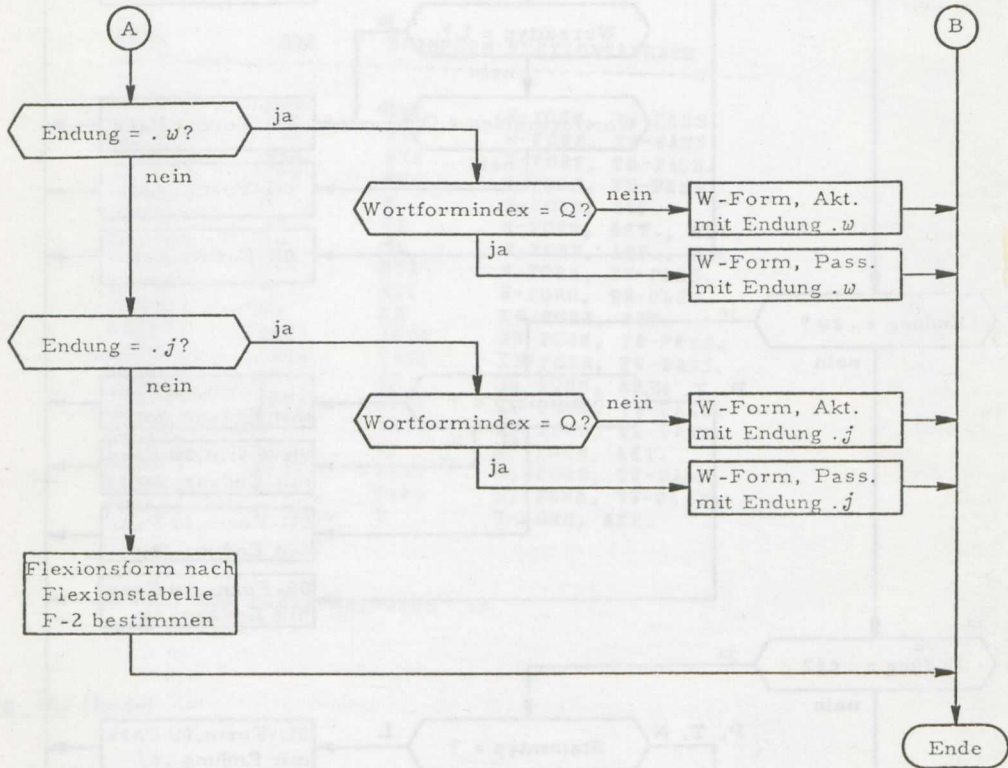 A
B
Endung = .w?
ja
nein
Wortformindex = Q?
nein
ja
W-Form, Akt.
mit Endung .w
W-Form, Pass.
mit Endung .w
Endung = .j?
ja
nein
Wortformindex = Q?
nein
ja
W-Form, Akt.
mit Endung .j
W-Form, Pass.
mit Endung .j
Flexionsform nach
Flexionstabelle
F-2 bestimmen
Ende